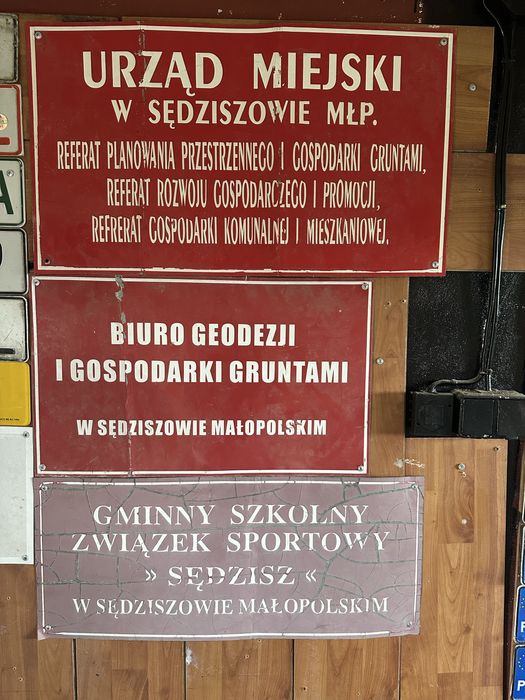 URZĄD MIEJSKI
W SĘDZISZOWIE MŁP.
REFERAT PLANOWANIA PRZESTRZENNEGO I GOSPODARKI GRUNTAMI,
REFERAT ROZWOJU GOSPODARCZEGO I PROMOCJI,
REFRERAT GOSPODARKI KOMUNALNEJ I MIESZKANIOWEJ.
BIURO GEODEZJI
I GOSPODARKI GRUNTAMI
W SĘDZISZOWIE MAŁOPOLSKIM
GMINNY SZKOLNY
ZWIĄZEK SPORTOWY
» SĘDZISZ «
W SĘDZISZOWIE MAŁOPOLSKIM